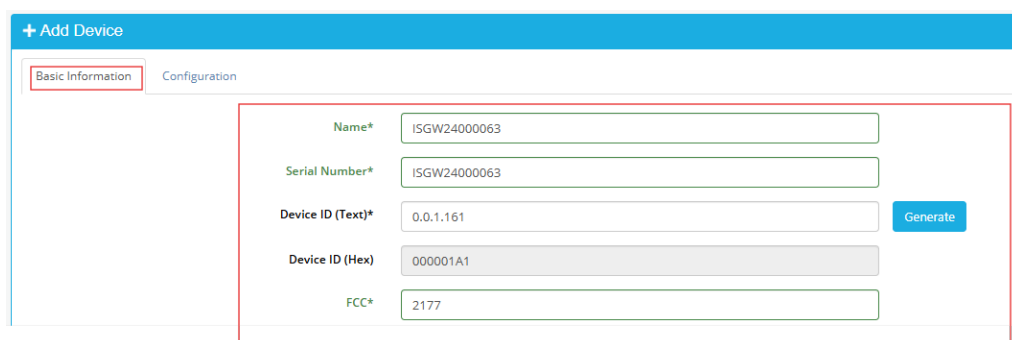 + Add Device
Basic Information Configuration
Name* ISGW24000063
Serial Number* ISGW24000063
Device ID (Text)* 0.0.1.161 Generate
Device ID (Hex) 000001A1
FCC* 2177